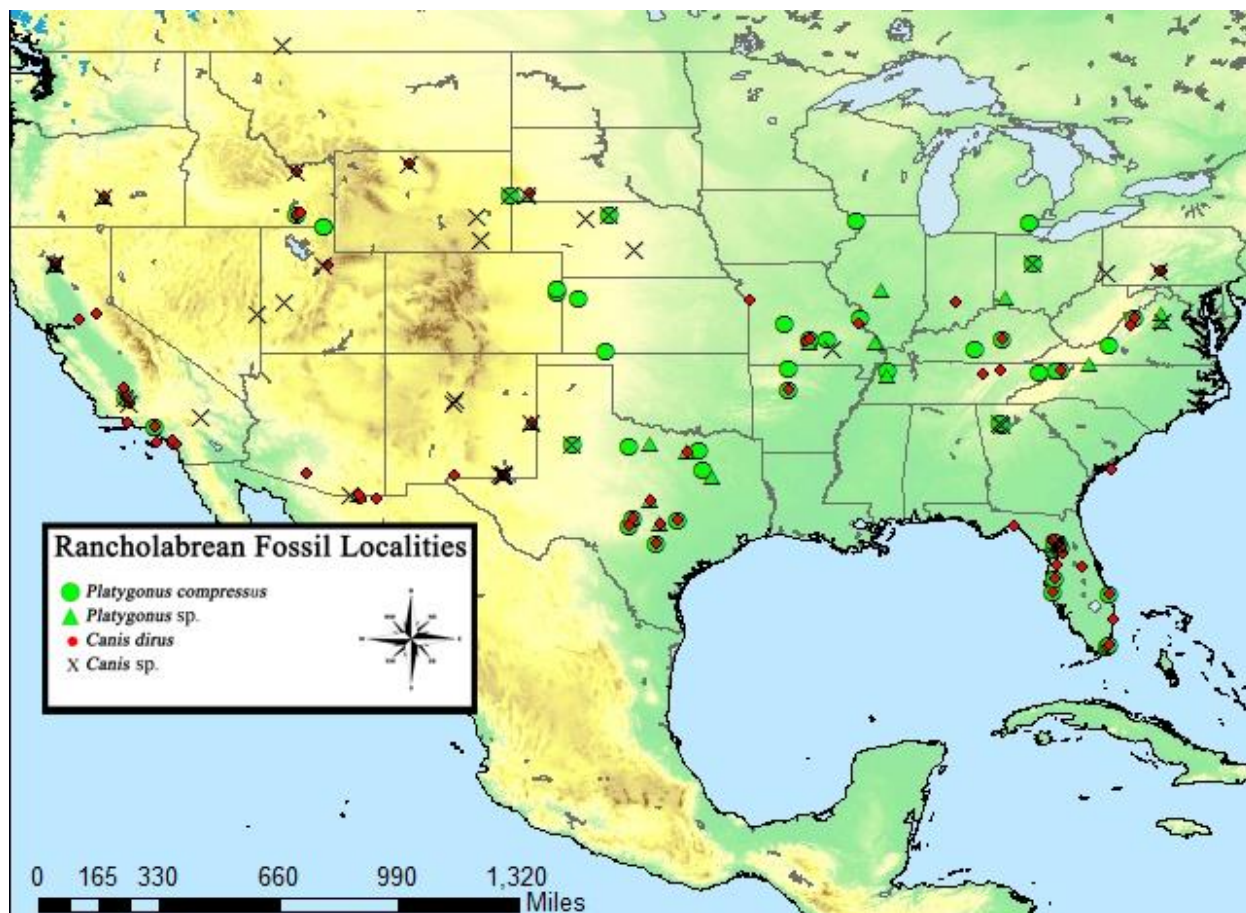 Rancholabrean Fossil Localities
Platygonus compressus
Platygonus sp.
Canis dirus
X Canis sp.
0 165 330 660 990 1,320
Miles